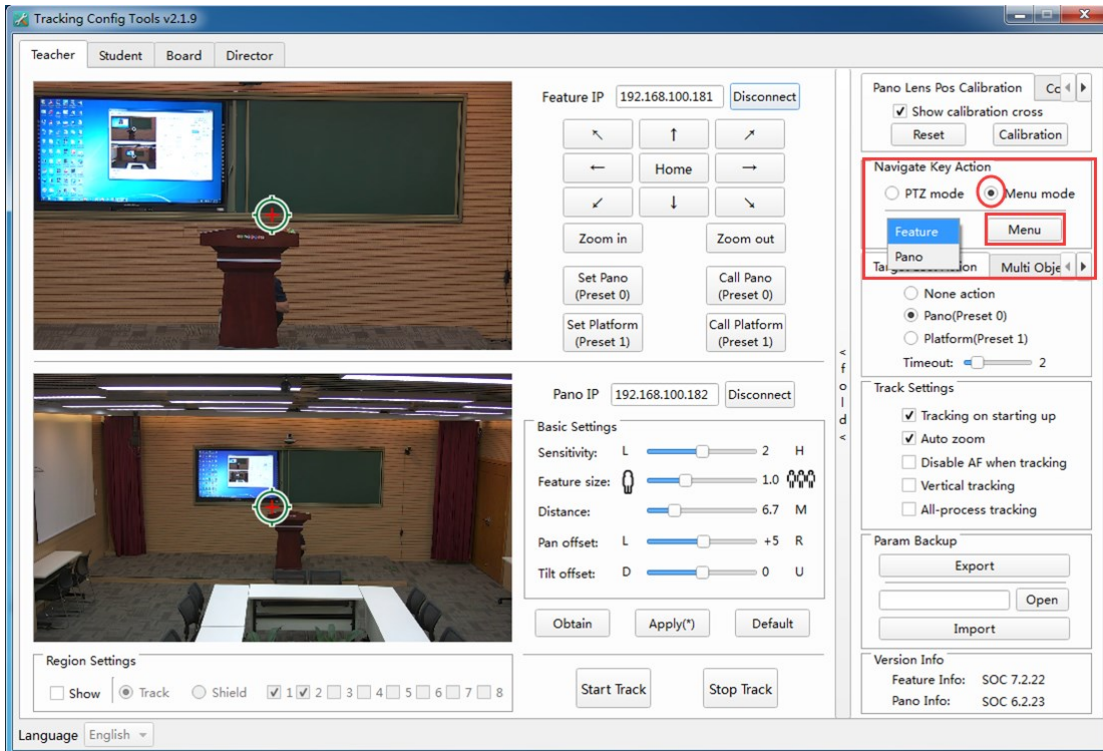 Tracking Config Tools v2.1.9
Teacher Student Board Director
Feature IP 192.168.100.181 Disconnect
Home
Zoom in Zoom out
Set Pano (Preset 0) Call Pano (Preset 0)
Set Platform (Preset 1) Call Platform (Preset 1)
Pano IP 192.168.100.182 Disconnect
Basic Settings
Sensitivity: L 2 H
Feature size: 1.0
Distance: 6.7 M
Pan offset: L +5 R
Tilt offset: D 0 U
Obtain Apply(*) Default
Start Track Stop Track
Region Settings
Show Track Shield 1 2 3 4 5 6 7 8
Language English
< fold <
Pano Lens Pos Calibration
Show calibration cross
Reset Calibration
Navigate Key Action
PTZ mode Menu mode
Feature Menu
Pano
Multi Obje
None action
Pano(Preset 0)
Platform(Preset 1)
Timeout: 2
Track Settings
Tracking on starting up
Auto zoom
Disable AF when tracking
Vertical tracking
All-process tracking
Param Backup
Export
Open
Import
Version Info
Feature Info: SOC 7.2.22
Pano Info: SOC 6.2.23